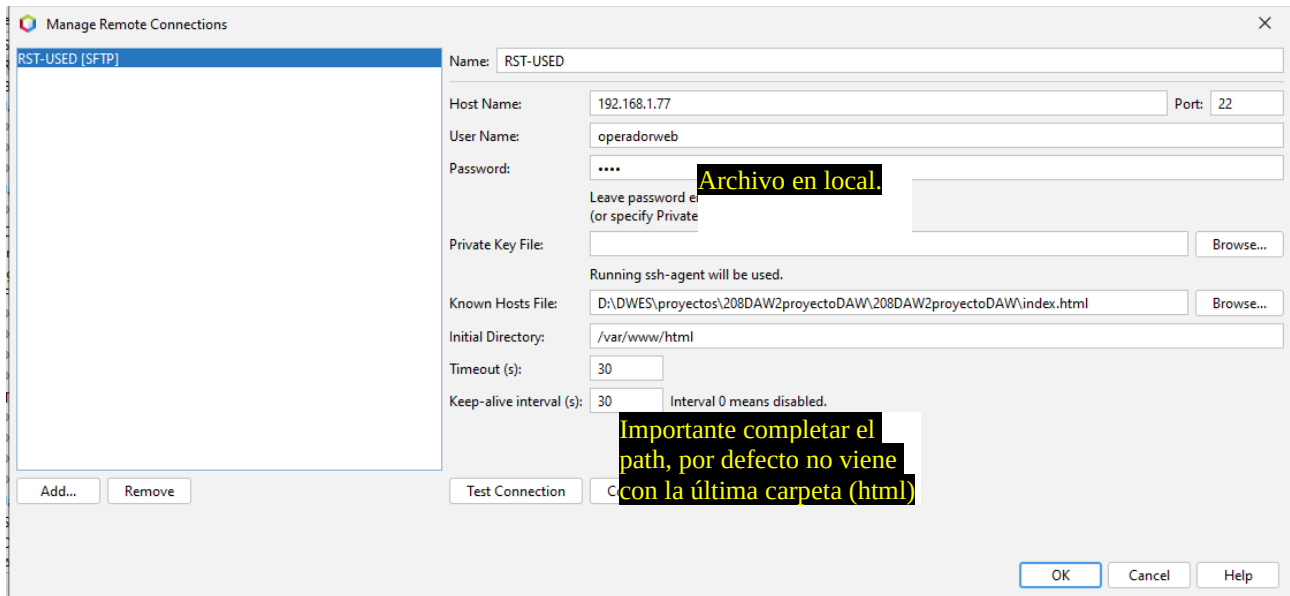 Manage Remote Connections
RST-USED [SFTP]
Name: RST-USED
Host Name: 192.168.1.77 Port: 22
User Name: operadorweb
Password: ••••
Archivo en local.
Leave password
(or specify Private
Private Key File: Browse...
Running ssh-agent will be used.
Known Hosts File: D:\DWES\proyectos\208DAW2proyectoDAW\208DAW2proyectoDAW\index.html Browse...
Initial Directory: /var/www/html
Timeout (s): 30
Keep-alive interval (s): 30 Interval 0 means disabled.
Importante completar el
path, por defecto no viene
con la última carpeta (html)
Add... Remove Test Connection
OK Cancel Help